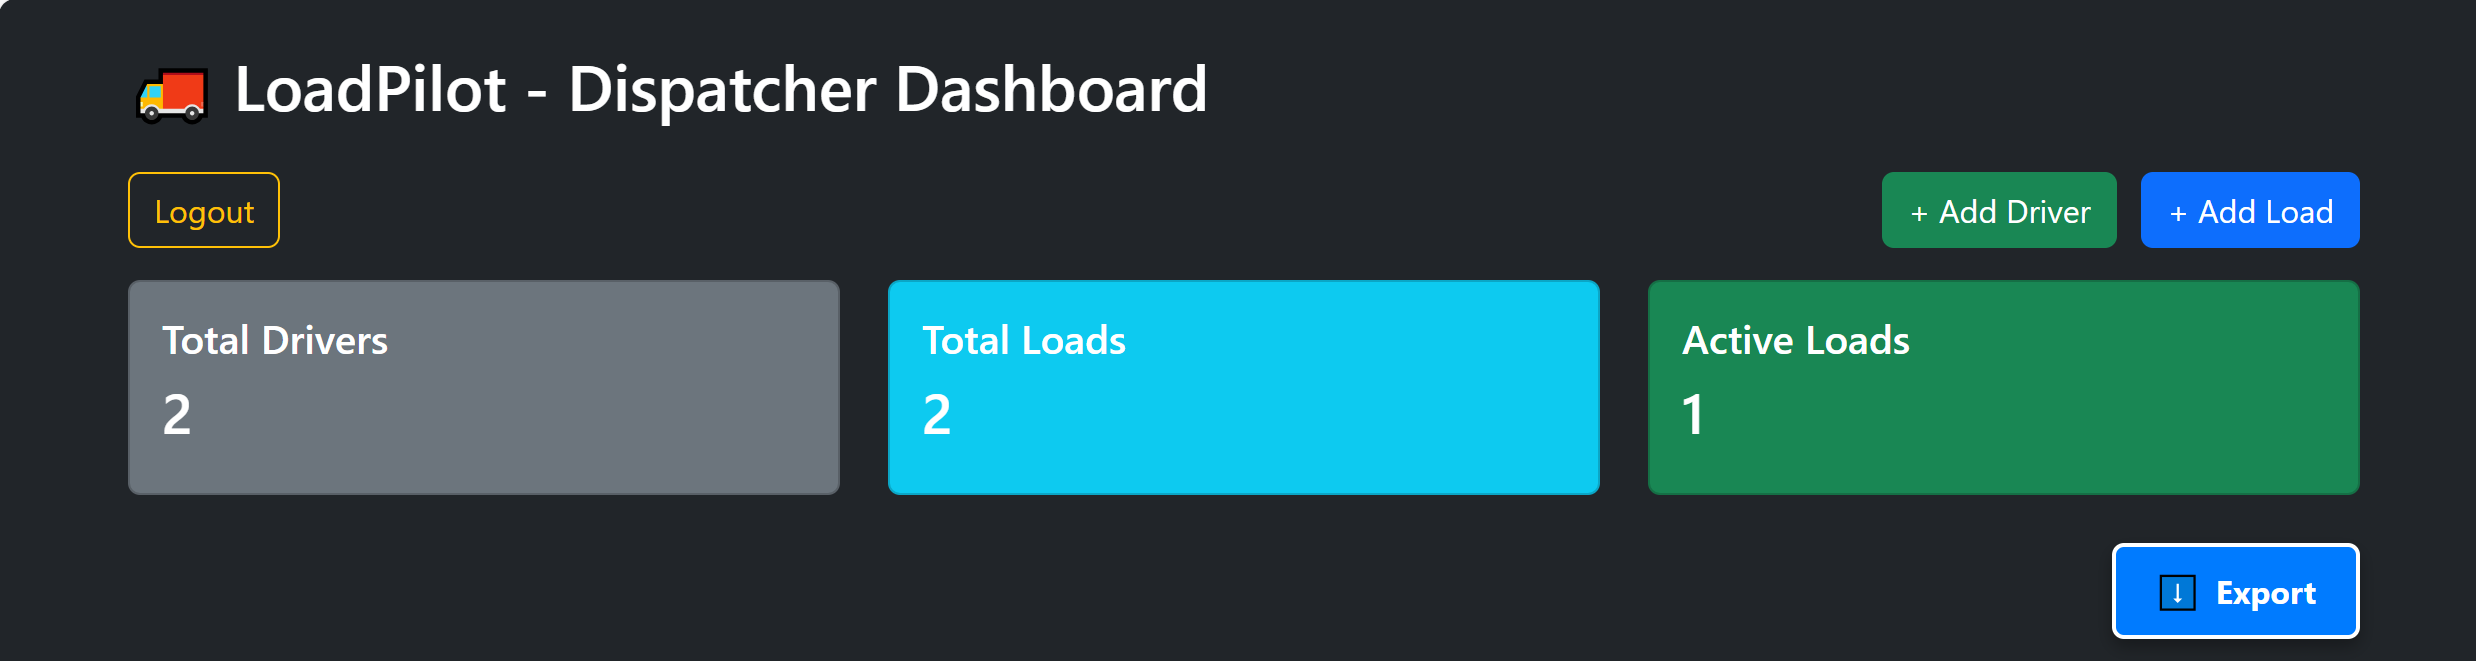 LoadPilot - Dispatcher Dashboard
Logout
+ Add Driver
+ Add Load
Total Drivers
2
Total Loads
2
Active Loads
1
Export